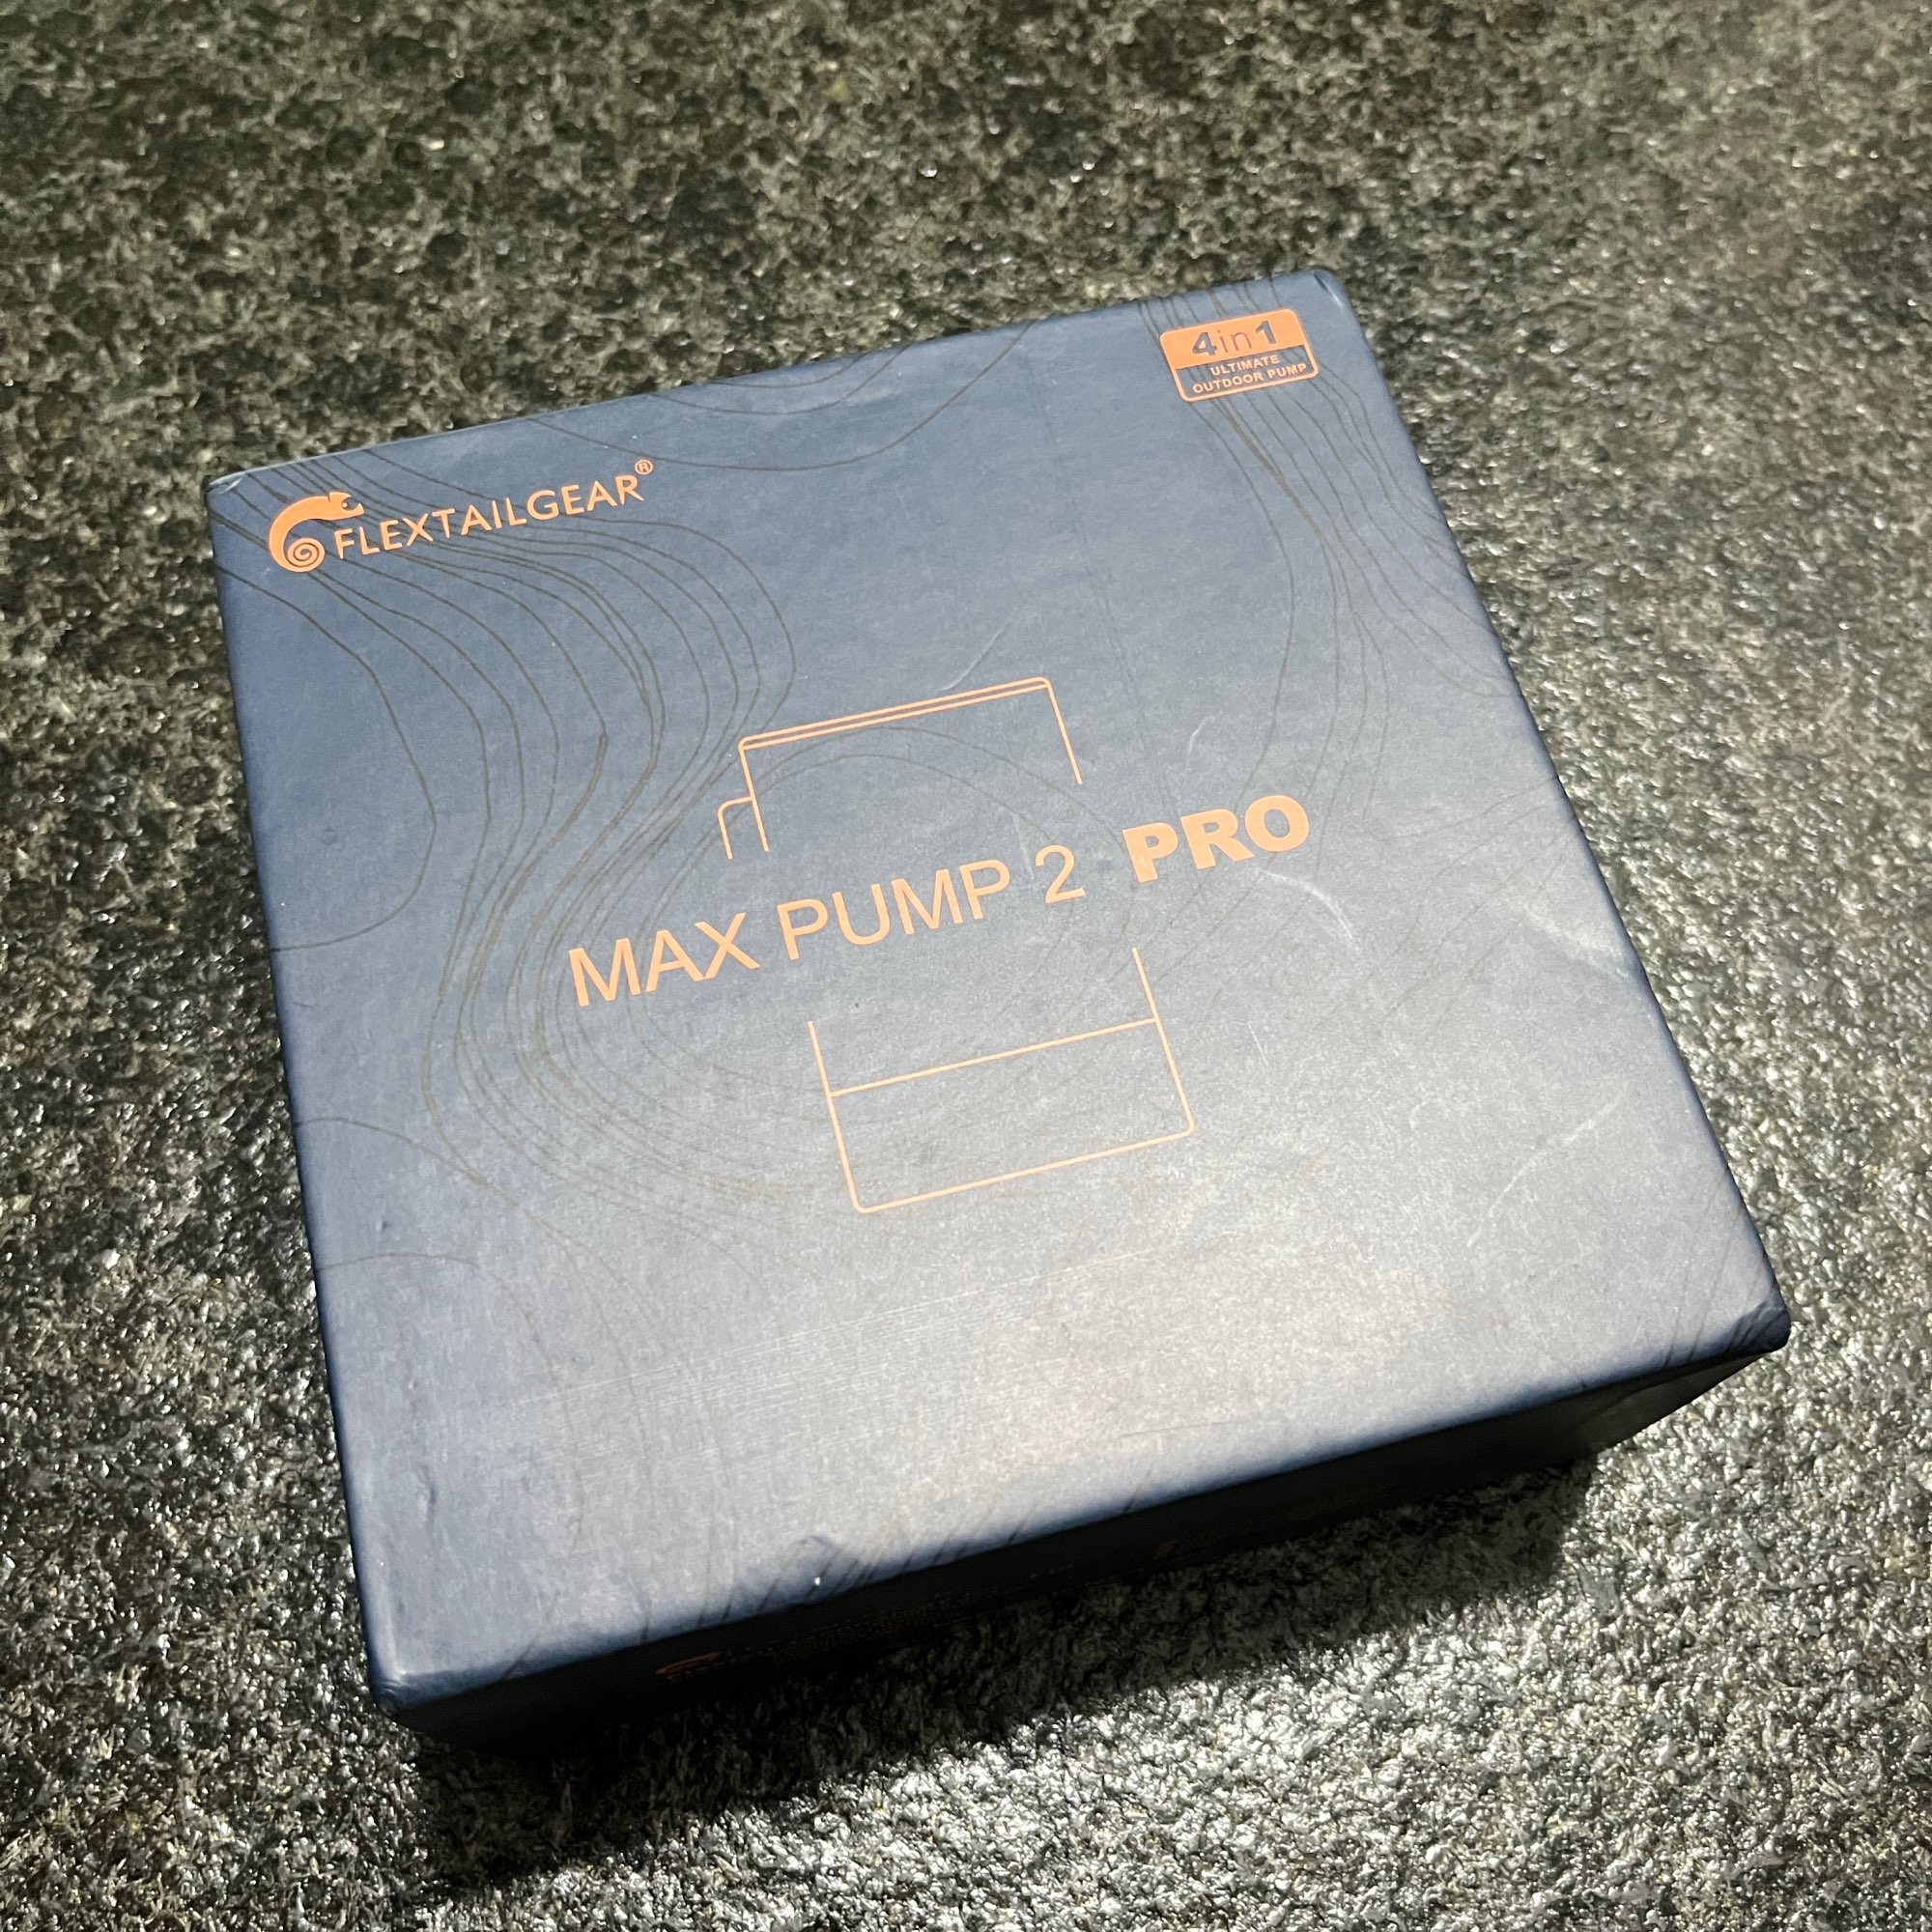 4in1
ULTIMATE
OUTDOOR PUMP
FLEXTAILGEAR®
MAX PUMP 2 PRO